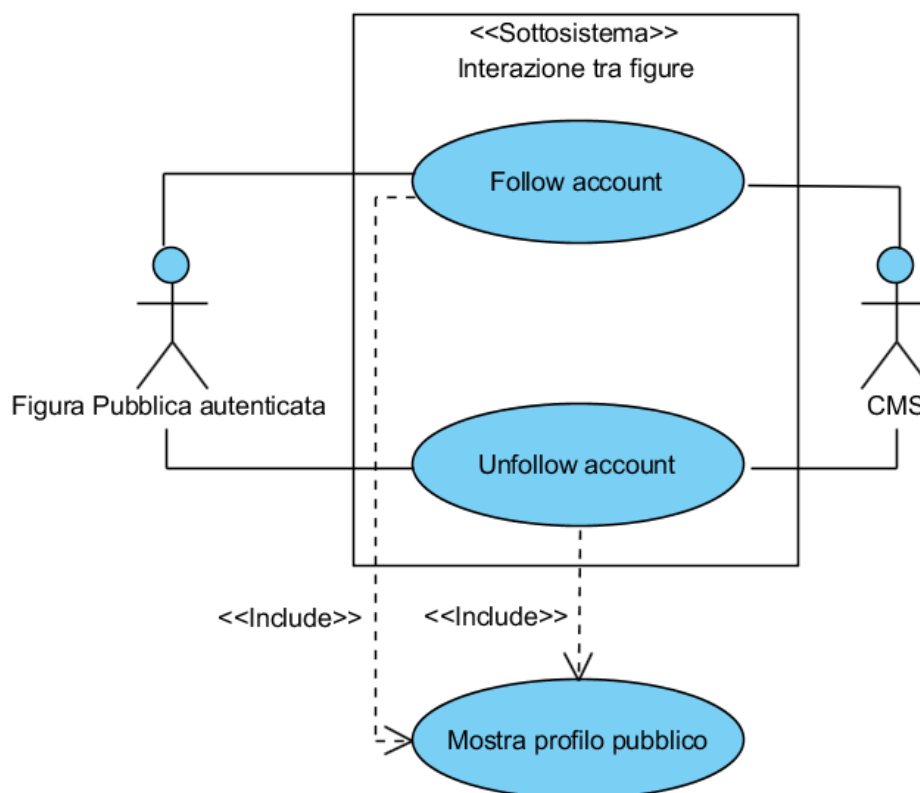 <<Sottosistema>>
Interazione tra figure
Follow account
Figura Pubblica autenticata
CMS
Unfollow account
<<Include>>
<<Include>>
Mostra profilo pubblico